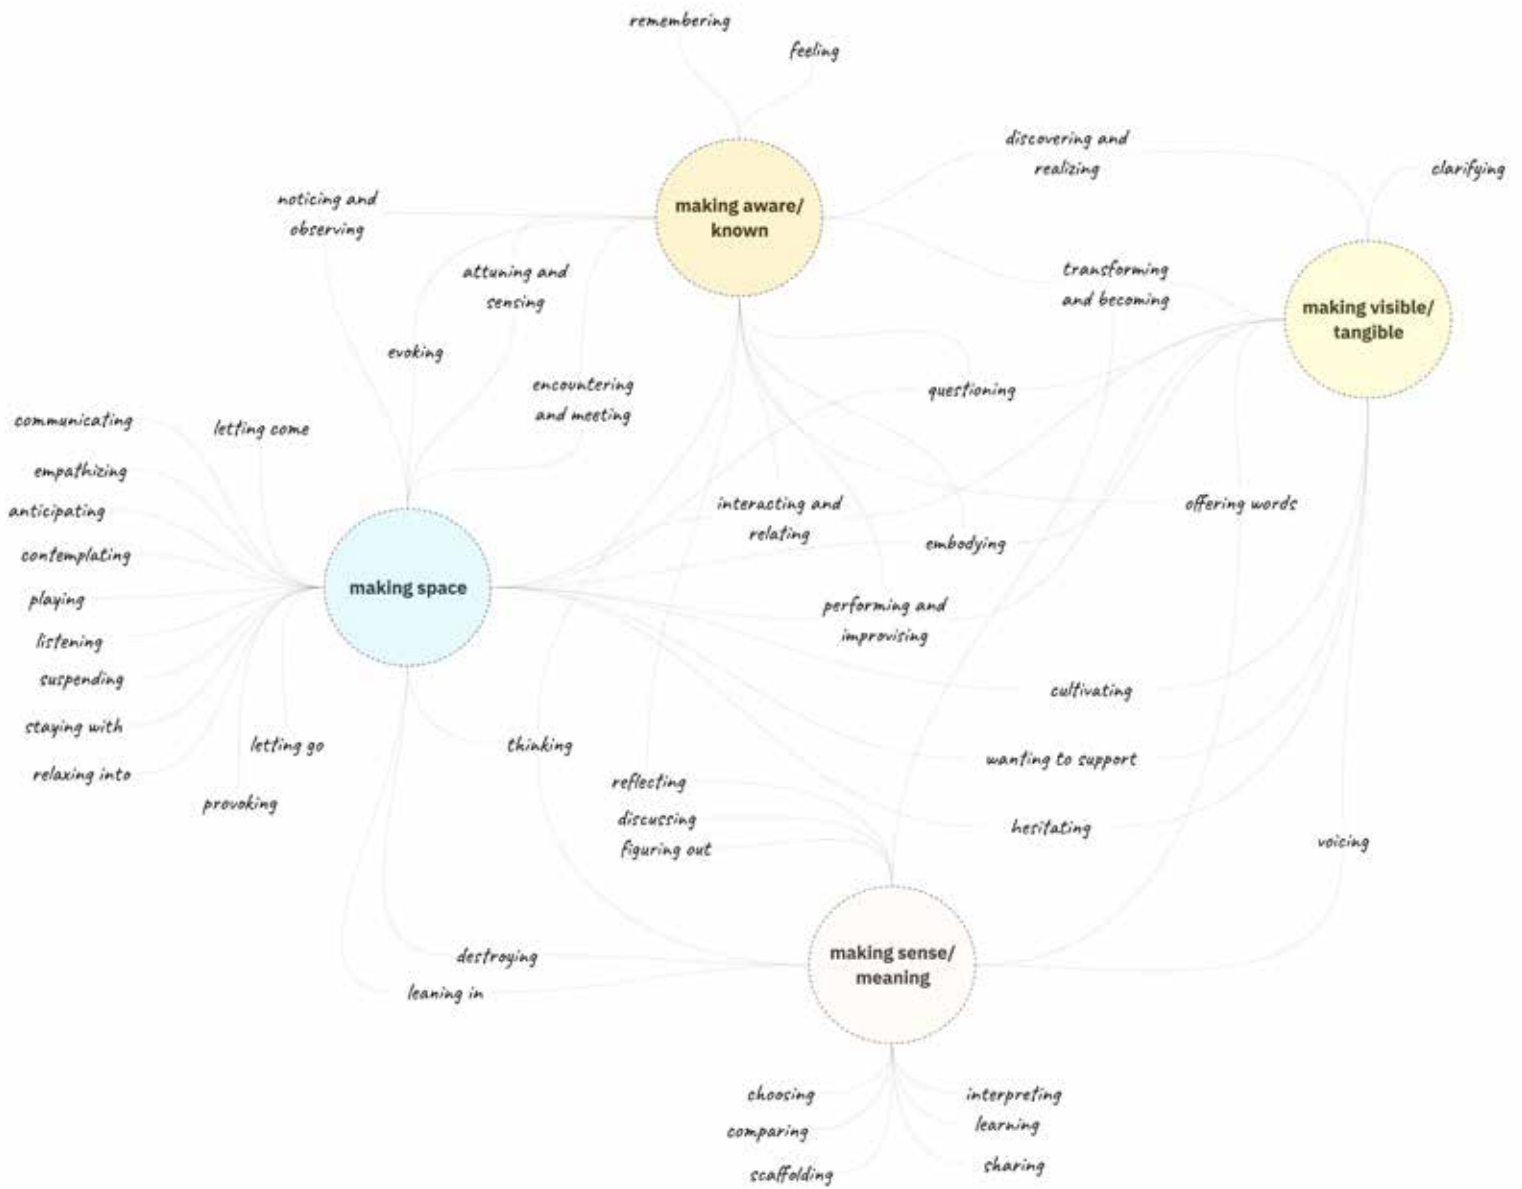 remembering
feeling
discovering and
realizing
clarifying
noticing and
observing
making aware/
known
attuning and
sensing
transforming
and becoming
making visible/
tangible
evoking
encountering
and meeting
questioning
communicating
letting come
empathizing
anticipating
interacting and
relating
offering words
embodying
contemplating
making space
playing
performing and
improvising
listening
suspending
cultivating
staying with
letting go
thinking
wanting to support
relaxing into
reflecting
provoking
discussing
hesitating
figuring out
voicing
destroying
making sense/
meaning
leaning in
choosing
interpreting
comparing
learning
scaffolding
sharing